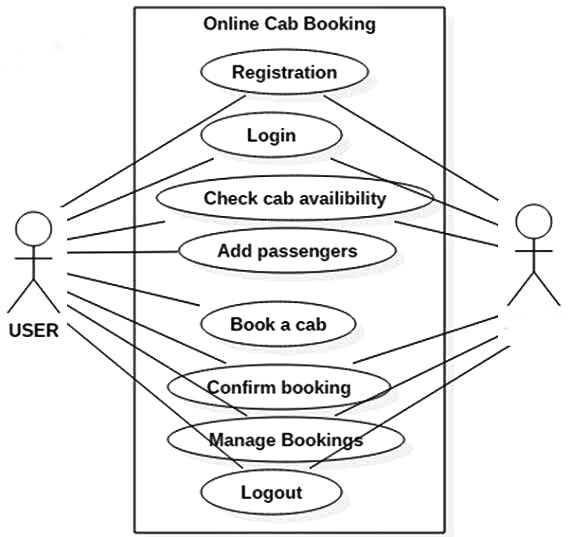 Online Cab Booking
Registration
Login
Check cab availibility
Add passengers
Book a cab
USER
Confirm booking
Manage Bookings
Logout